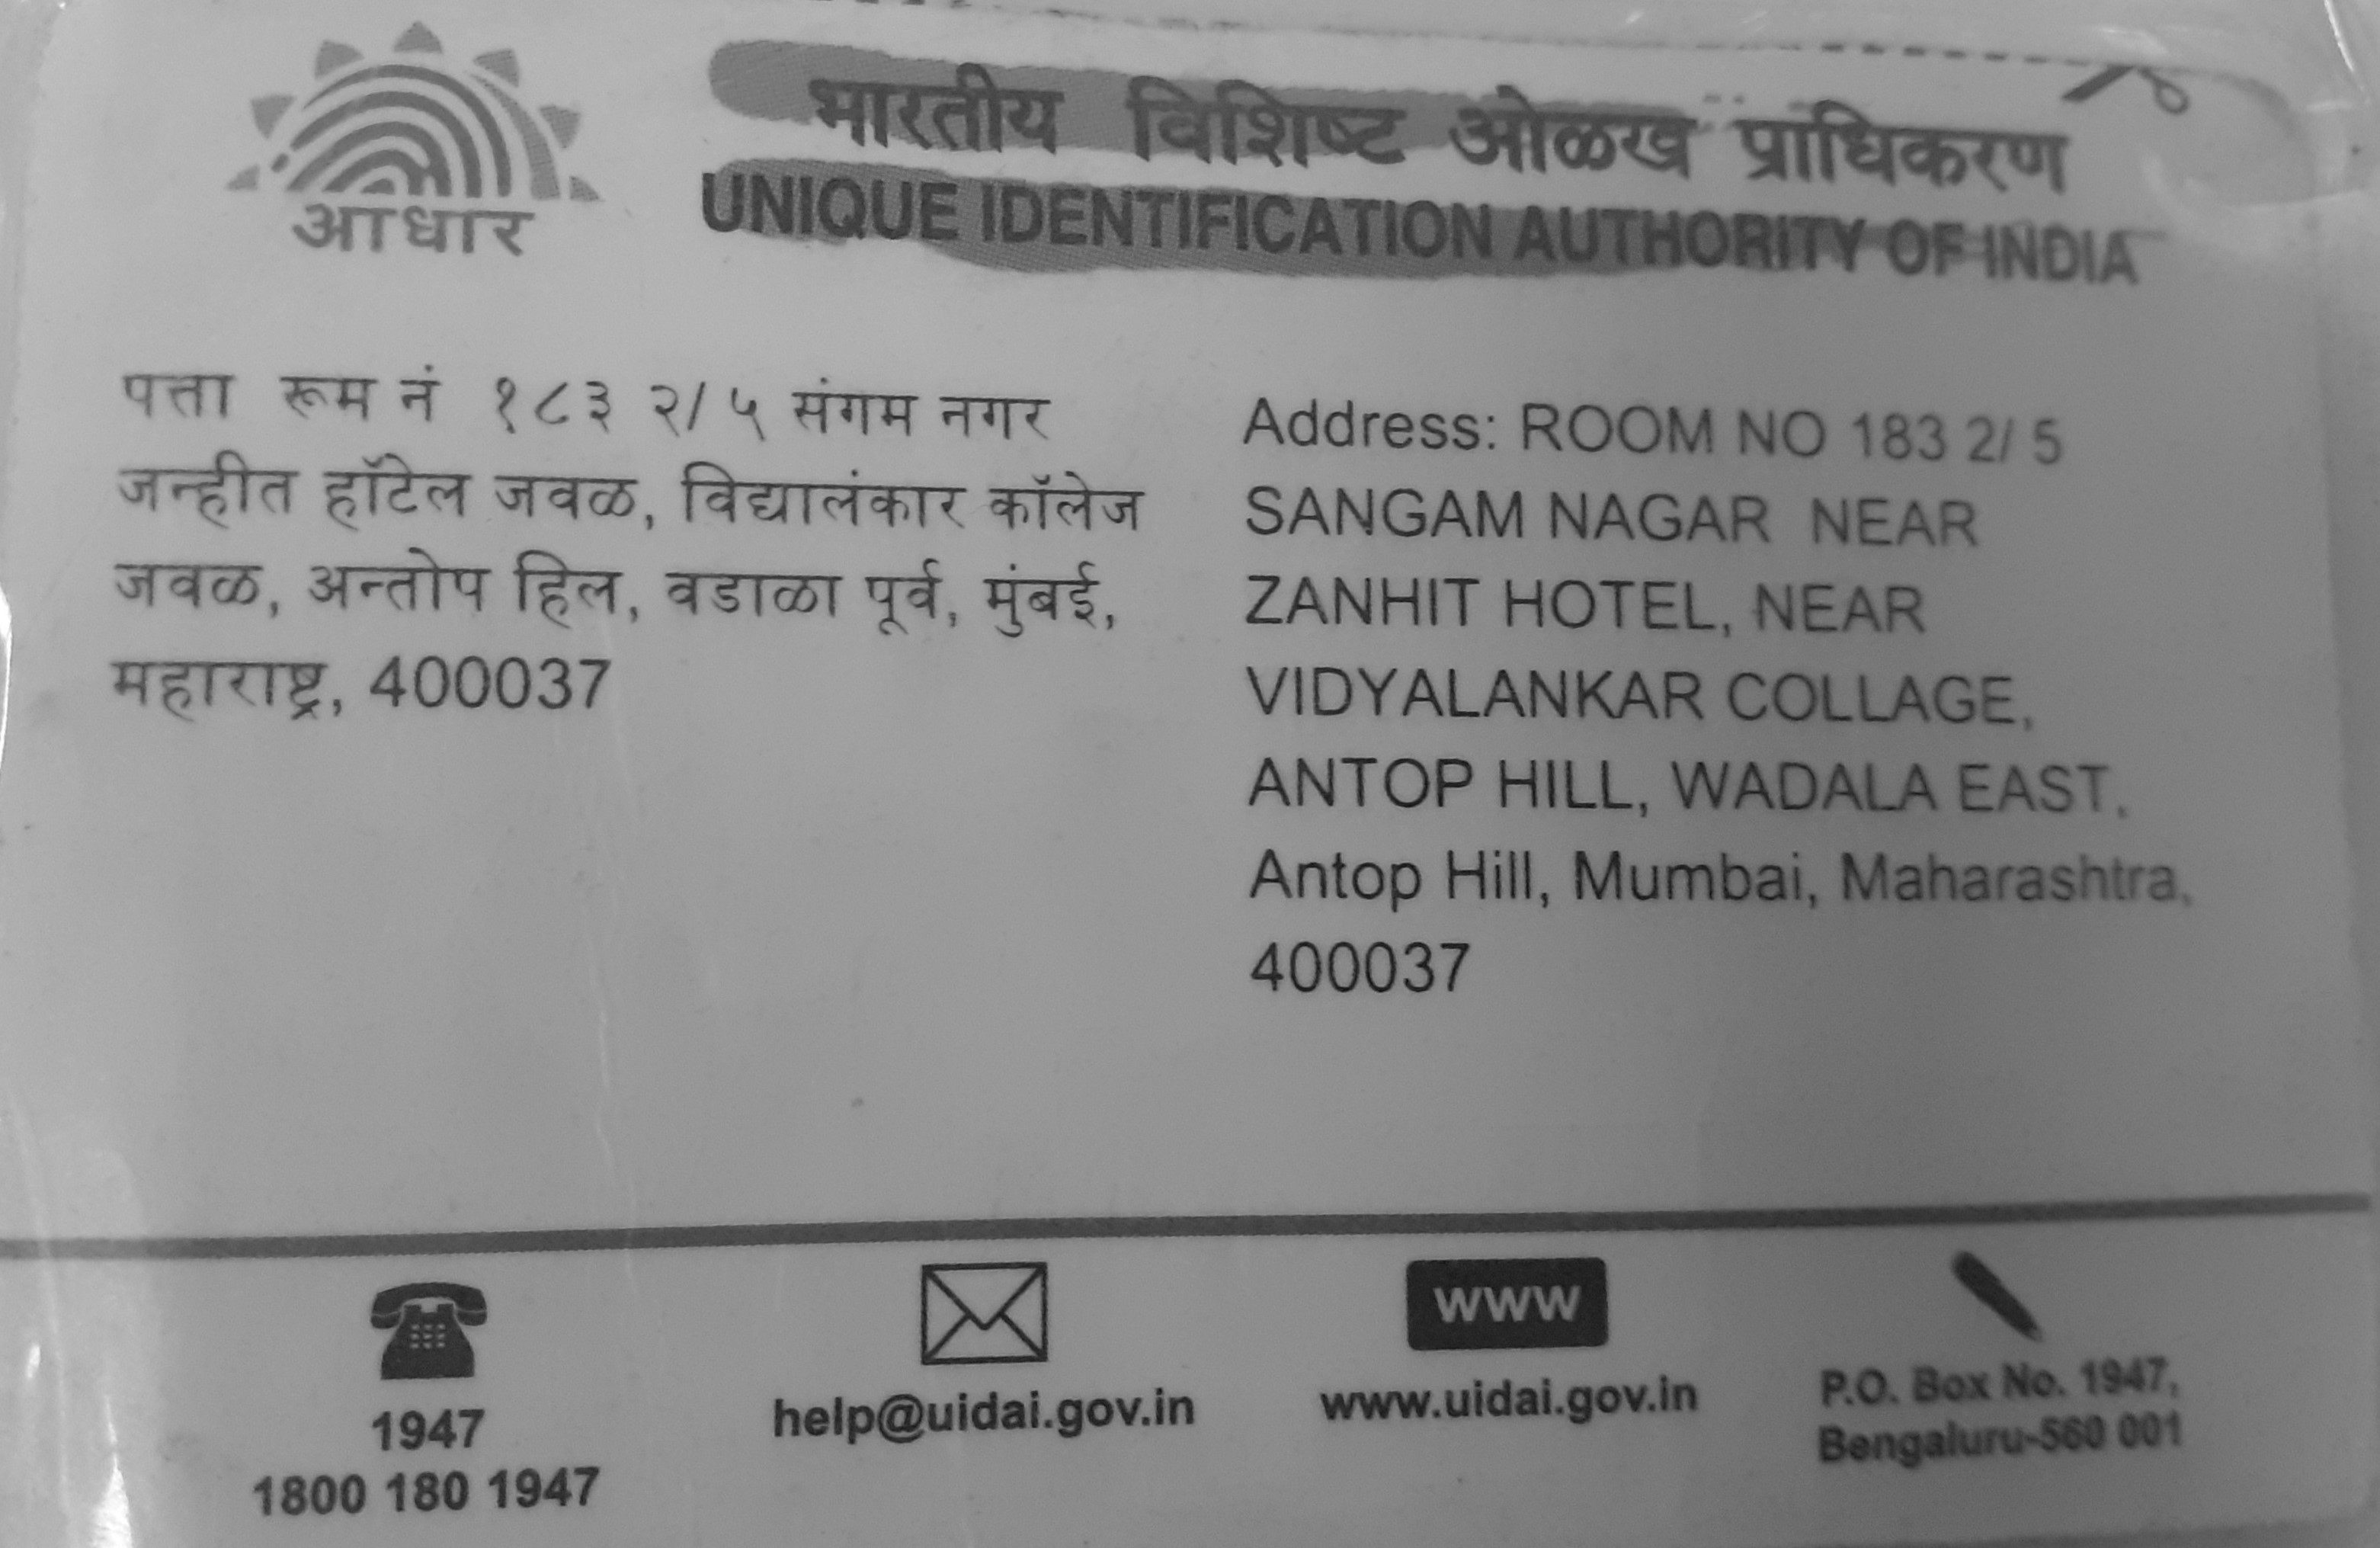 आधार
भारतीय विशिष्ट ओळख प्राधिकरण
UNIQUE IDENTIFICATION AUTHORITY OF INDIA
पत्ता रूम नं १८३ २/ ५ संगम नगर
जन्हीत हॉटेल जवळ, विद्यालंकार कॉलेज
जवळ, अन्तोप हिल, वडाळा पूर्व, मुंबई,
महाराष्ट्र, 400037
Address: ROOM NO 183 2/ 5
SANGAM NAGAR NEAR
ZANHIT HOTEL, NEAR
VIDYALANKAR COLLAGE,
ANTOP HILL, WADALA EAST,
Antop Hill, Mumbai, Maharashtra,
400037
1947
1800 180 1947
help@uidai.gov.in
www
www.uidai.gov.in
P.O. Box No. 1947,
Bengaluru-560 001